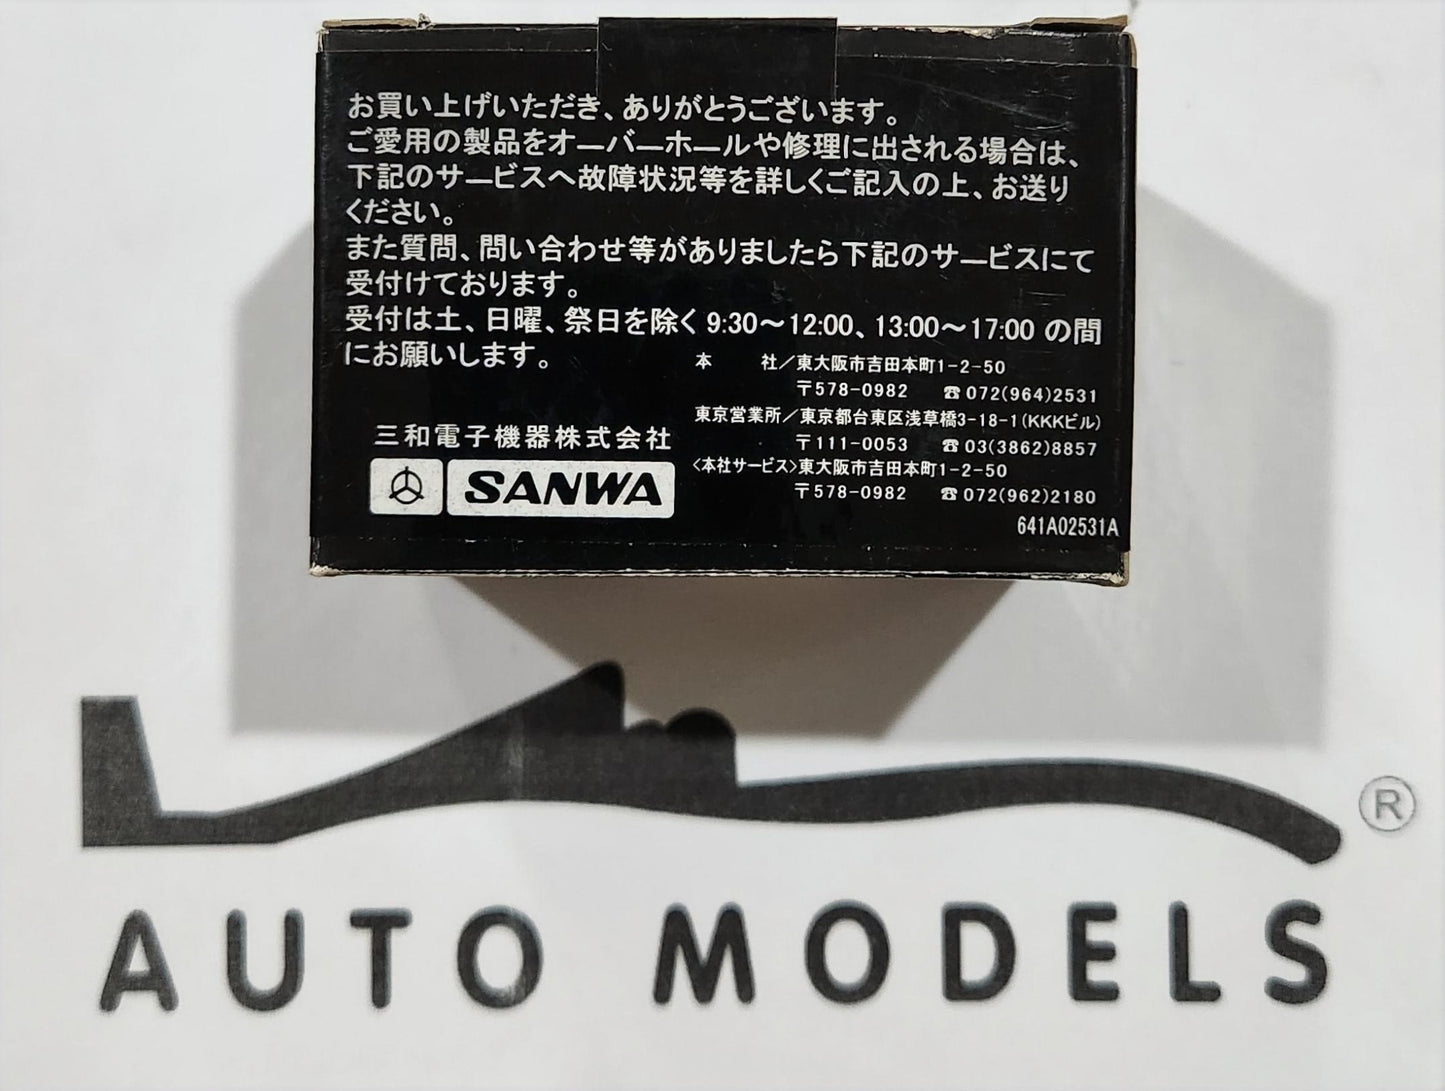 お買い上げいただき、ありがとうございます。
ご愛用の製品をオーバーホールや修理に出される場合は、
下記のサービスへ故障状況等を詳しくご記入の上、お送り
ください。
また質問、問い合わせ等がありましたら下記のサービスにて
受付けております。
受付は土、日曜、祭日を除く 9:30～12:00、13:00～17:00 の間
にお願いします。
本　　社／東大阪市吉田本町1-2-50
〒578-0982　☎072(964)2531
東京営業所／東京都台東区浅草橋3-18-1(KKKビル)
〒111-0053　☎03(3862)8857
〈本社サービス〉東大阪市吉田本町1-2-50
〒578-0982　☎072(962)2180
三和電子機器株式会社
SANWA
641A02531A
®
AUTO MODELS